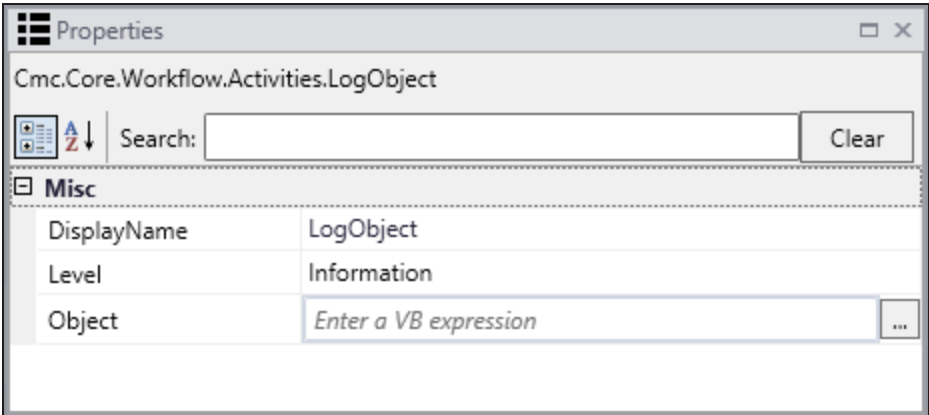 Properties
Cmc.Core.Workflow.Activities.LogObject
A Z Search: Clear
Misc
DisplayName LogObject
Level Information
Object Enter a VB expression ...